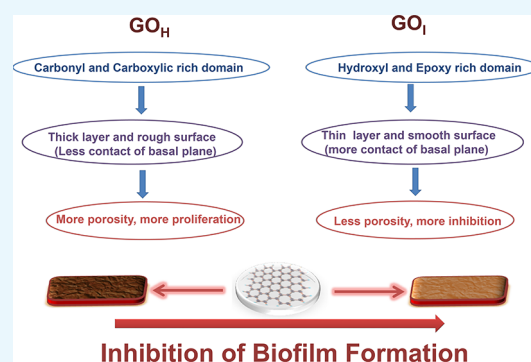 GOH
Carbonyl and Carboxylic rich domain
Thick layer and rough surface
(Less contact of basal plane)
More porosity, more proliferation
GOI
Hydroxyl and Epoxy rich domain
Thin layer and smooth surface
(more contact of basal plane)
Less porosity, more inhibition
Inhibition of Biofilm Formation